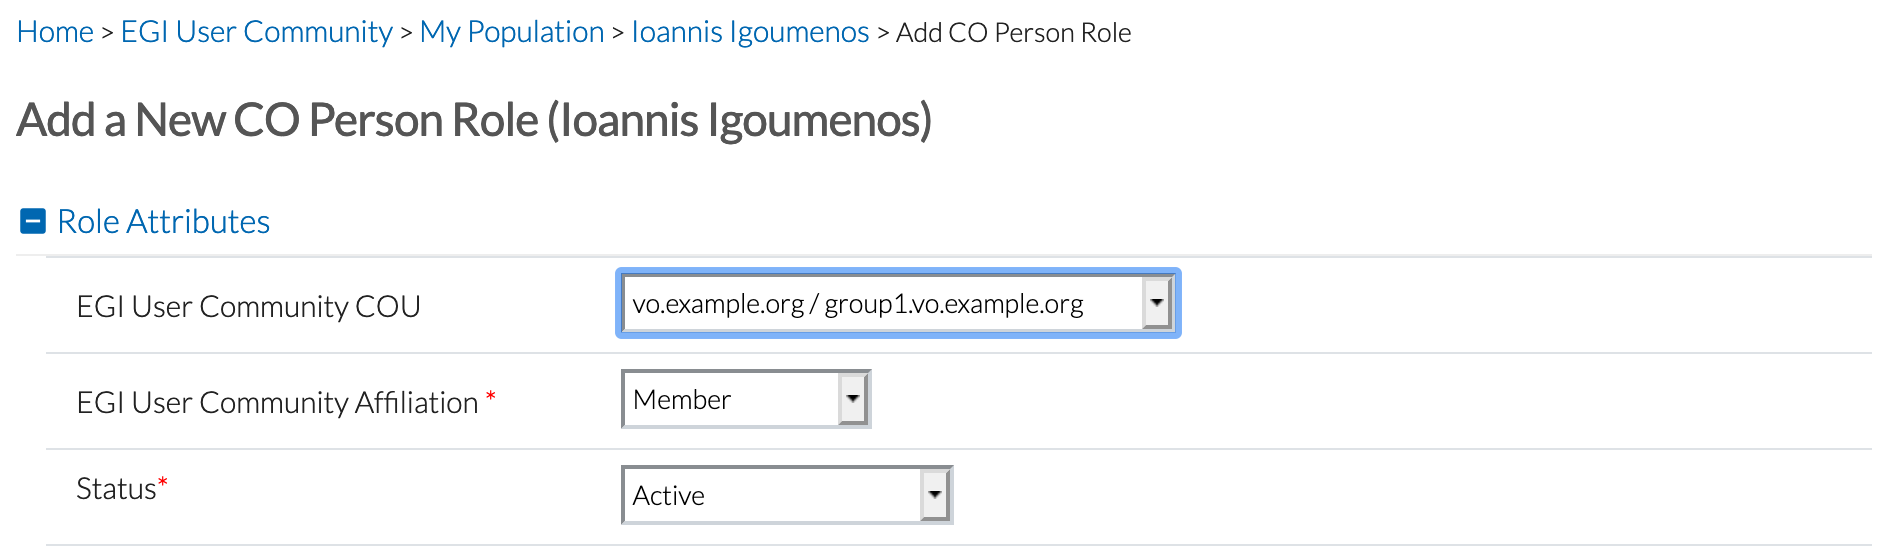 Home > EGI User Community > My Population > Ioannis Igoumenos > Add CO Person Role
Add a New CO Person Role (Ioannis Igoumenos)
Role Attributes
EGI User Community COU vo.example.org / group1.vo.example.org
EGI User Community Affiliation * Member
Status* Active